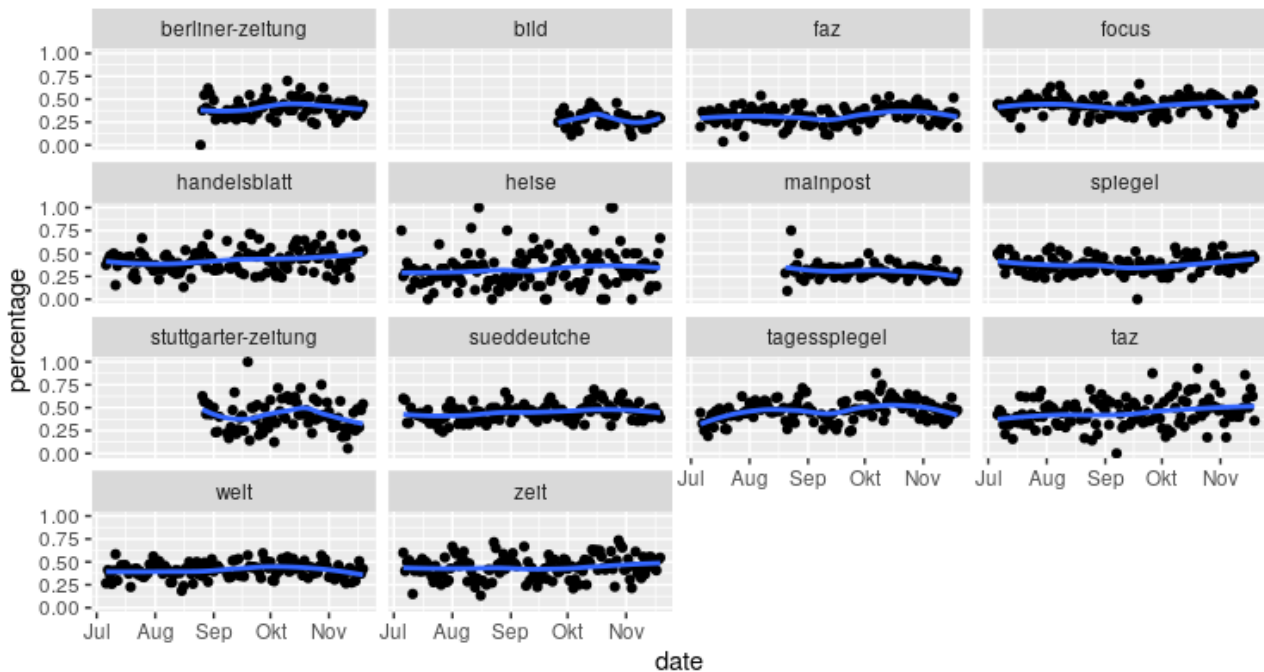 berliner-zeitung bild faz focus
1.00
0.75
0.50
0.25
0.00
handelsblatt heise mainpost spiegel
1.00
0.75
0.50
0.25
0.00
stuttgarter-zeitung sueddeutche tagesspiegel taz
1.00
0.75
0.50
0.25
0.00
Jul Aug Sep Okt Nov Jul Aug Sep Okt Nov
welt zeit
1.00
0.75
0.50
0.25
0.00
Jul Aug Sep Okt Nov Jul Aug Sep Okt Nov
percentage
date